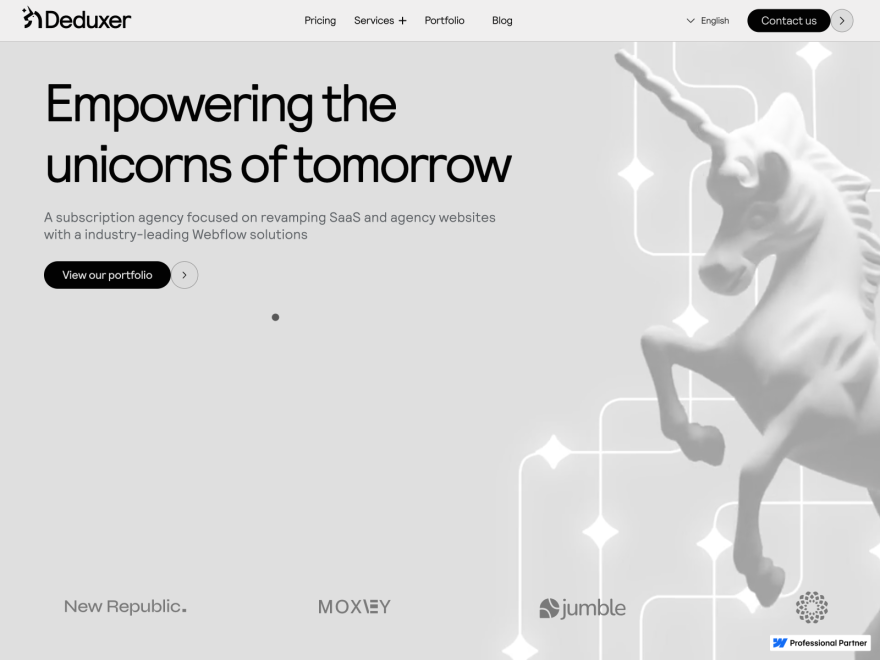 Deduxer
Pricing
Services +
Portfolio
Blog
English
Contact us
Empowering the
unicorns of tomorrow
A subscription agency focused on revamping SaaS and agency websites
with a industry-leading Webflow solutions
View our portfolio
New Republic.
MOXEY
jumble
Professional Partner